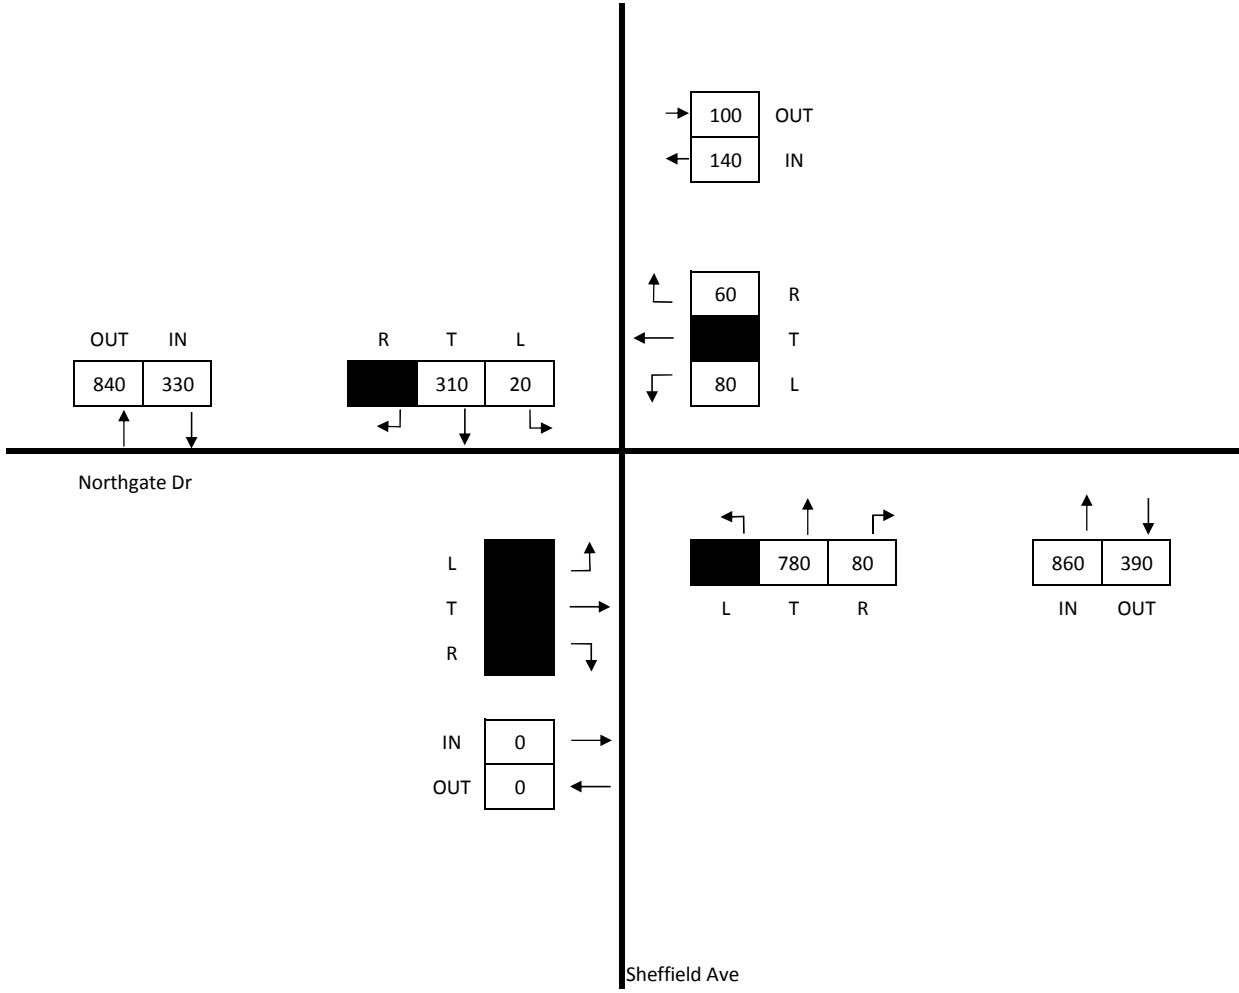 100 OUT
140 IN
60 R
T
80 L
OUT IN
840 330
R T L
310 20
Northgate Dr
L
T
R
IN 0
OUT 0
780 80
L T R
860 390
IN OUT
Sheffield Ave